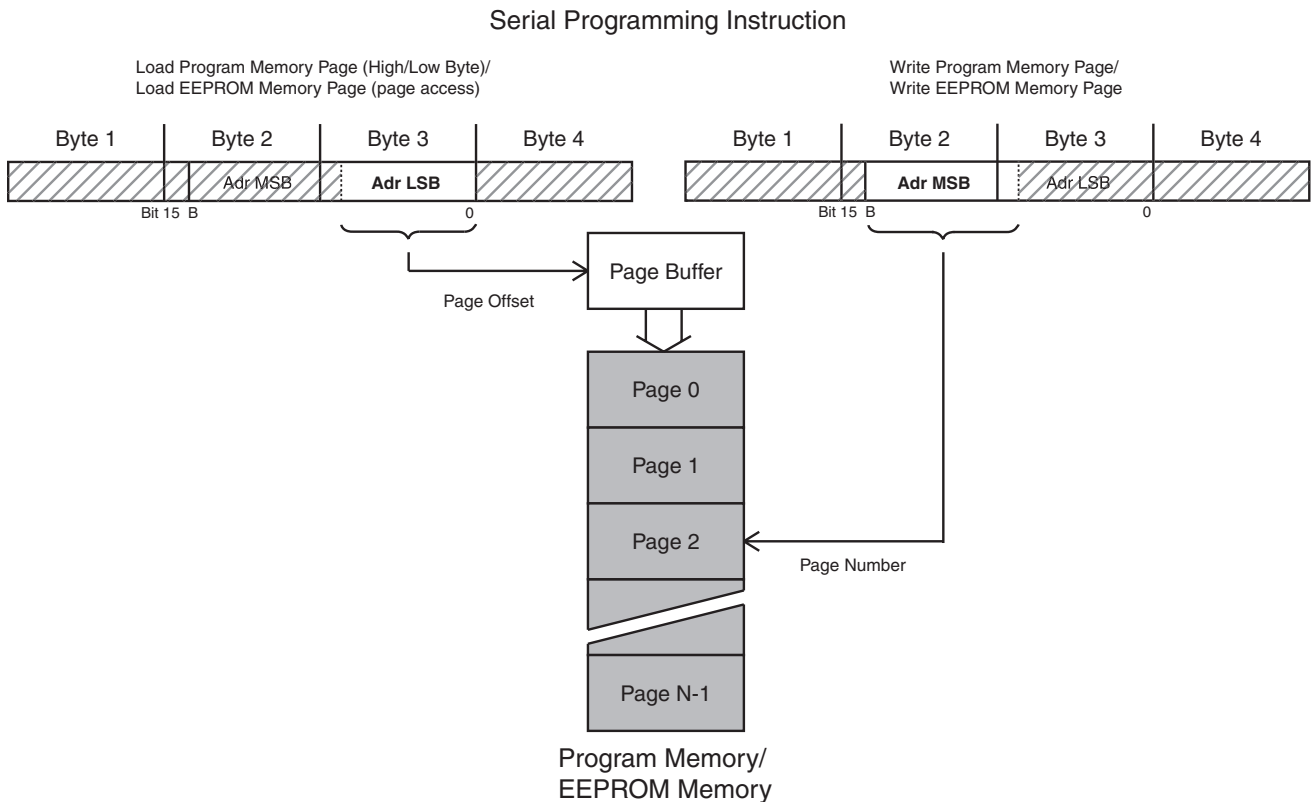 Serial Programming Instruction
Load Program Memory Page (High/Low Byte)/
Load EEPROM Memory Page (page access)
Write Program Memory Page/
Write EEPROM Memory Page
Byte 1 Byte 2 Byte 3 Byte 4
Adr MSB Adr LSB
Bit 15 B 0
Byte 1 Byte 2 Byte 3 Byte 4
Adr MSB Adr LSB
Bit 15 B 0
Page Buffer
Page Offset
Page 0
Page 1
Page 2
Page Number
Page N-1
Program Memory/
EEPROM Memory